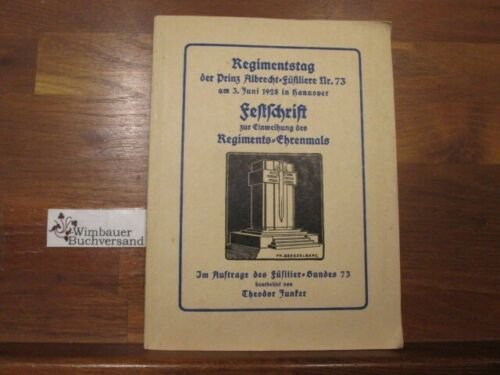 Regimentstag
der Prinz Albrecht-Füsiliere Nr. 73
am 3. Juni 1928 in Hannover
Festschrift
zur Einweihung des
Regiments-Ehrenmals
Im Auftrage des Füsilier-Bundes 73
bearbeitet von
Theodor Junker
Wimbauer
Buchversand